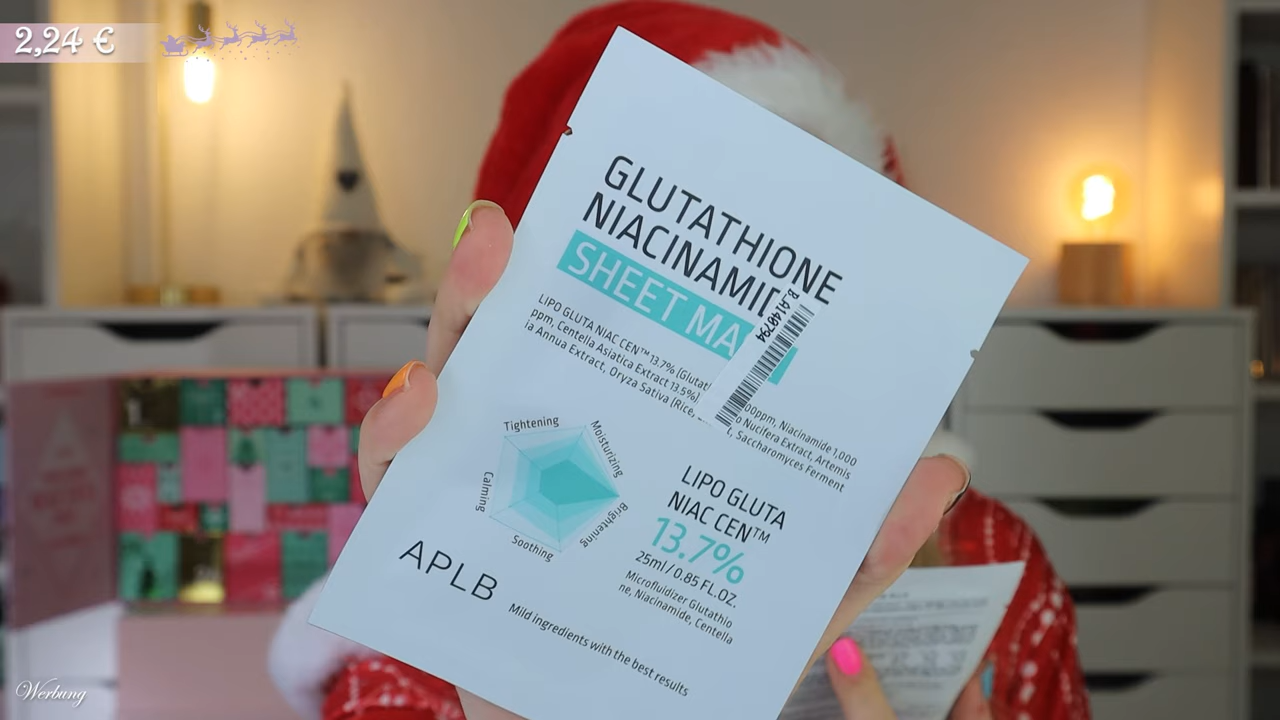 2,24 €
GLUTATHIONE
NIACINAMID
SHEET MA
B_A140794
LIPO GLUTA NIAC CEN™ 13.7% (Glutat 00ppm, Niacinamide 1,000
ppm, Centella Asiatica Extract 13.5%) o Nucifera Extract, Artemis
ia Annua Extract, Oryza Sativa (Rice, t, Saccharomyces Ferment
Tightening
Moisturizing
Calming
Brightening
Soothing
LIPO GLUTA
NIAC CEN™
13.7%
25ml / 0.85 FL.OZ.
Microfluidizer Glutathio
ne, Niacinamide, Centella
APLB
Mild ingredients with the best results
Werbung